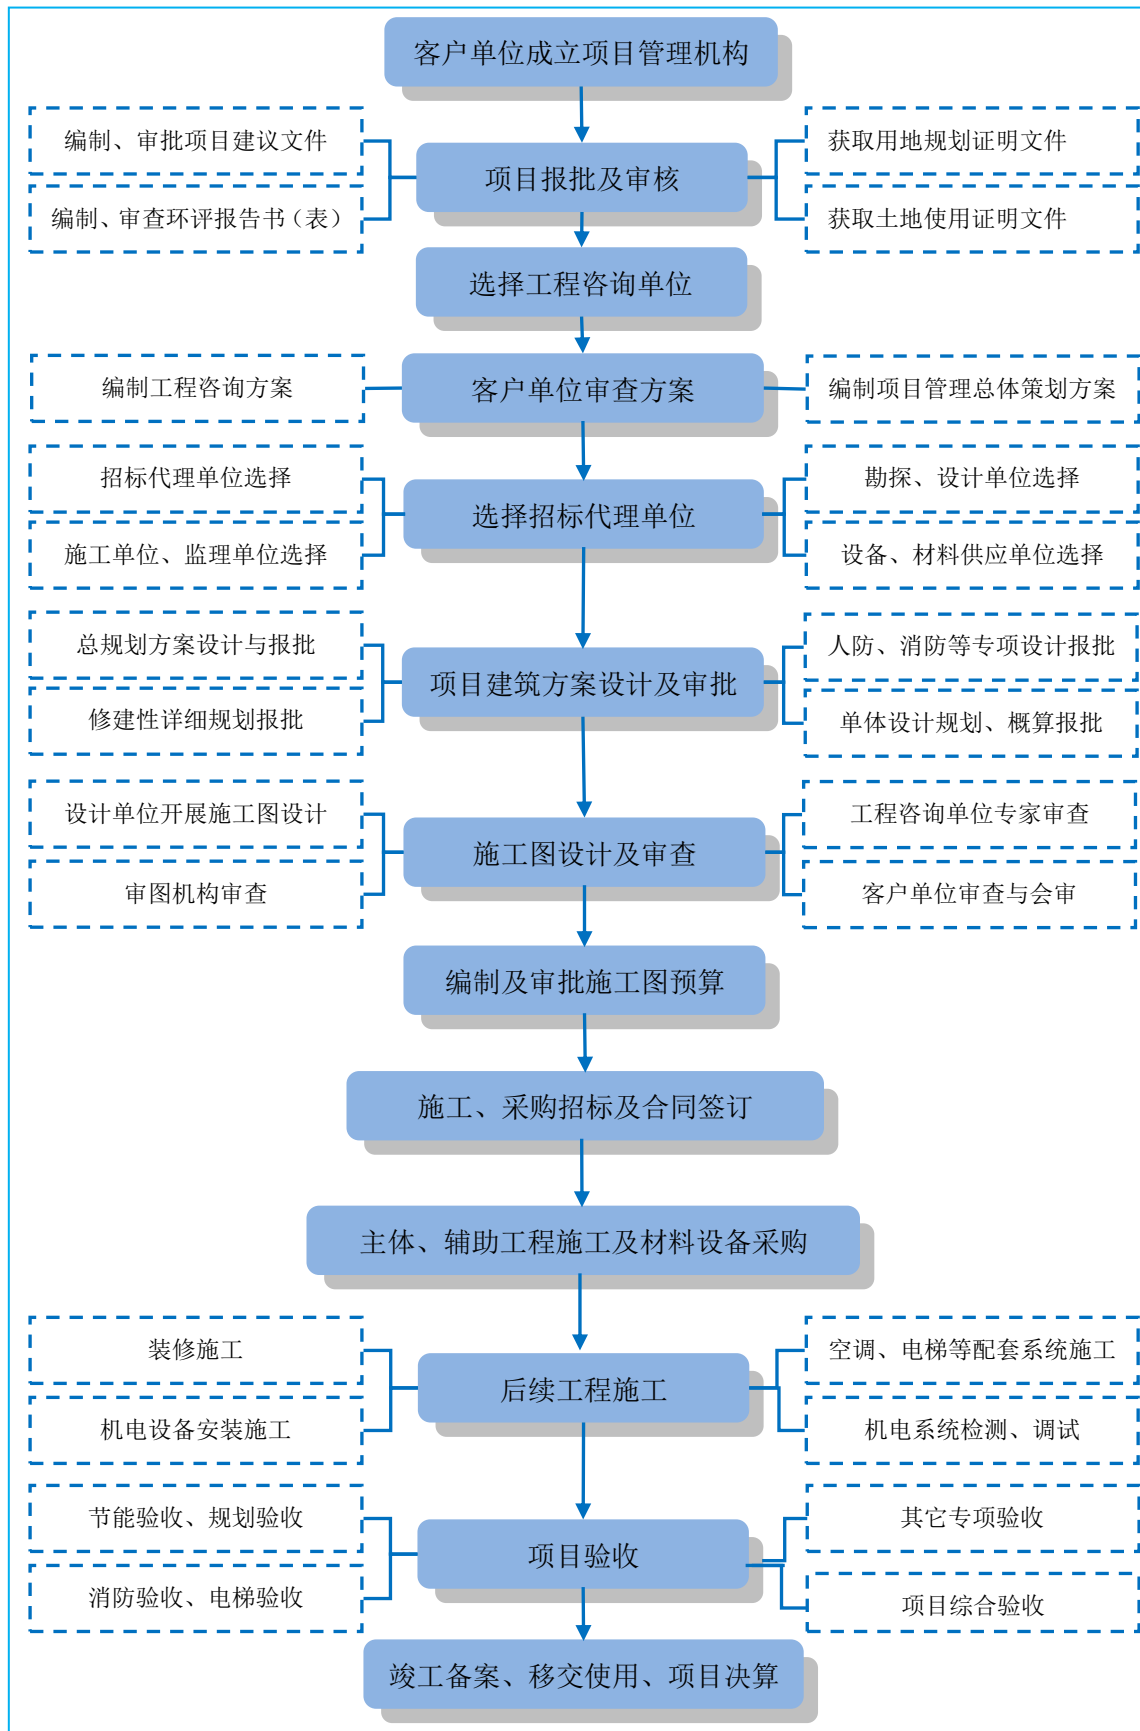 客户单位成立项目管理机构
编制、审批项目建议文件
获取用地规划证明文件
项目报批及审核
编制、审查环评报告书（表）
获取土地使用证明文件
选择工程咨询单位
编制工程咨询方案
客户单位审查方案
编制项目管理总体策划方案
招标代理单位选择
勘探、设计单位选择
选择招标代理单位
施工单位、监理单位选择
设备、材料供应单位选择
总规划方案设计与报批
人防、消防等专项设计报批
项目建筑方案设计及审批
修建性详细规划报批
单体设计规划、概算报批
设计单位开展施工图设计
工程咨询单位专家审查
施工图设计及审查
审图机构审查
客户单位审查与会审
编制及审批施工图预算
施工、采购招标及合同签订
主体、辅助工程施工及材料设备采购
装修施工
空调、电梯等配套系统施工
后续工程施工
机电设备安装施工
机电系统检测、调试
节能验收、规划验收
其它专项验收
项目验收
消防验收、电梯验收
项目综合验收
竣工备案、移交使用、项目决算